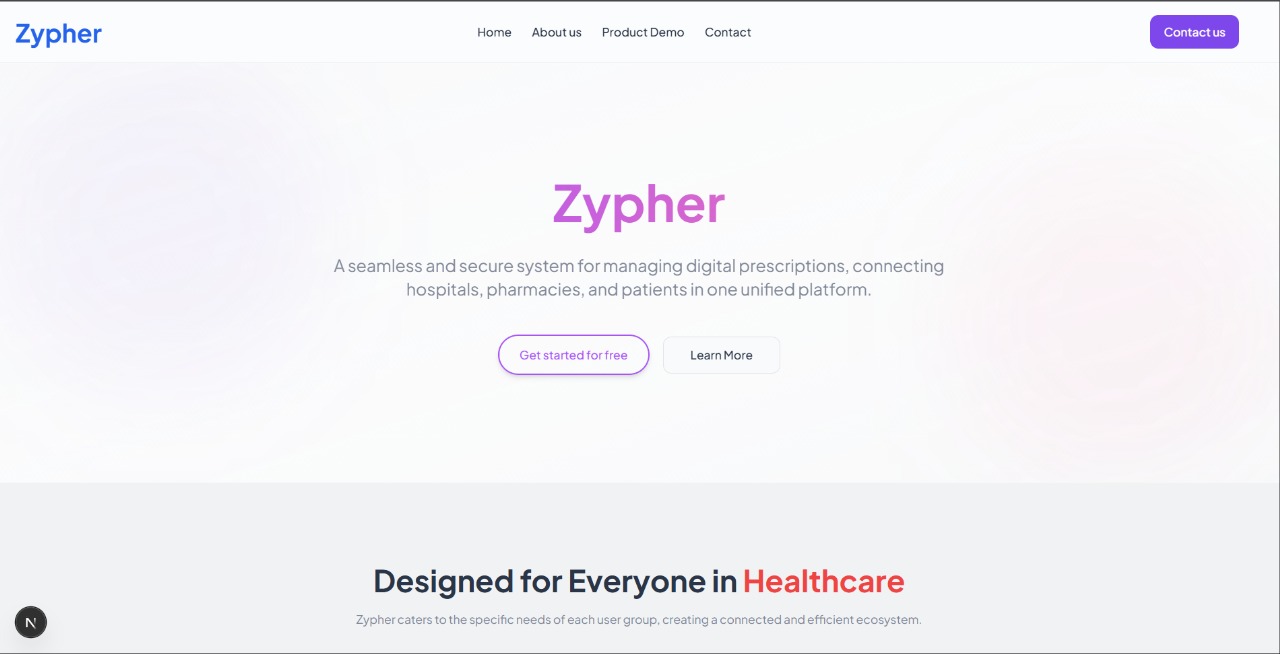 Zypher
Home
About us
Product Demo
Contact
Contact us
Zypher
A seamless and secure system for managing digital prescriptions, connecting
hospitals, pharmacies, and patients in one unified platform.
Get started for free
Learn More
Designed for Everyone in Healthcare
Zypher caters to the specific needs of each user group, creating a connected and efficient ecosystem.
N